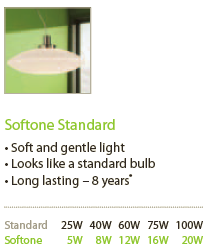 Softone Standard
• Soft and gentle light
• Looks like a standard bulb
• Long lasting – 8 years*
Standard 25W 40W 60W 75W 100W
Softone 5W 8W 12W 16W 20W